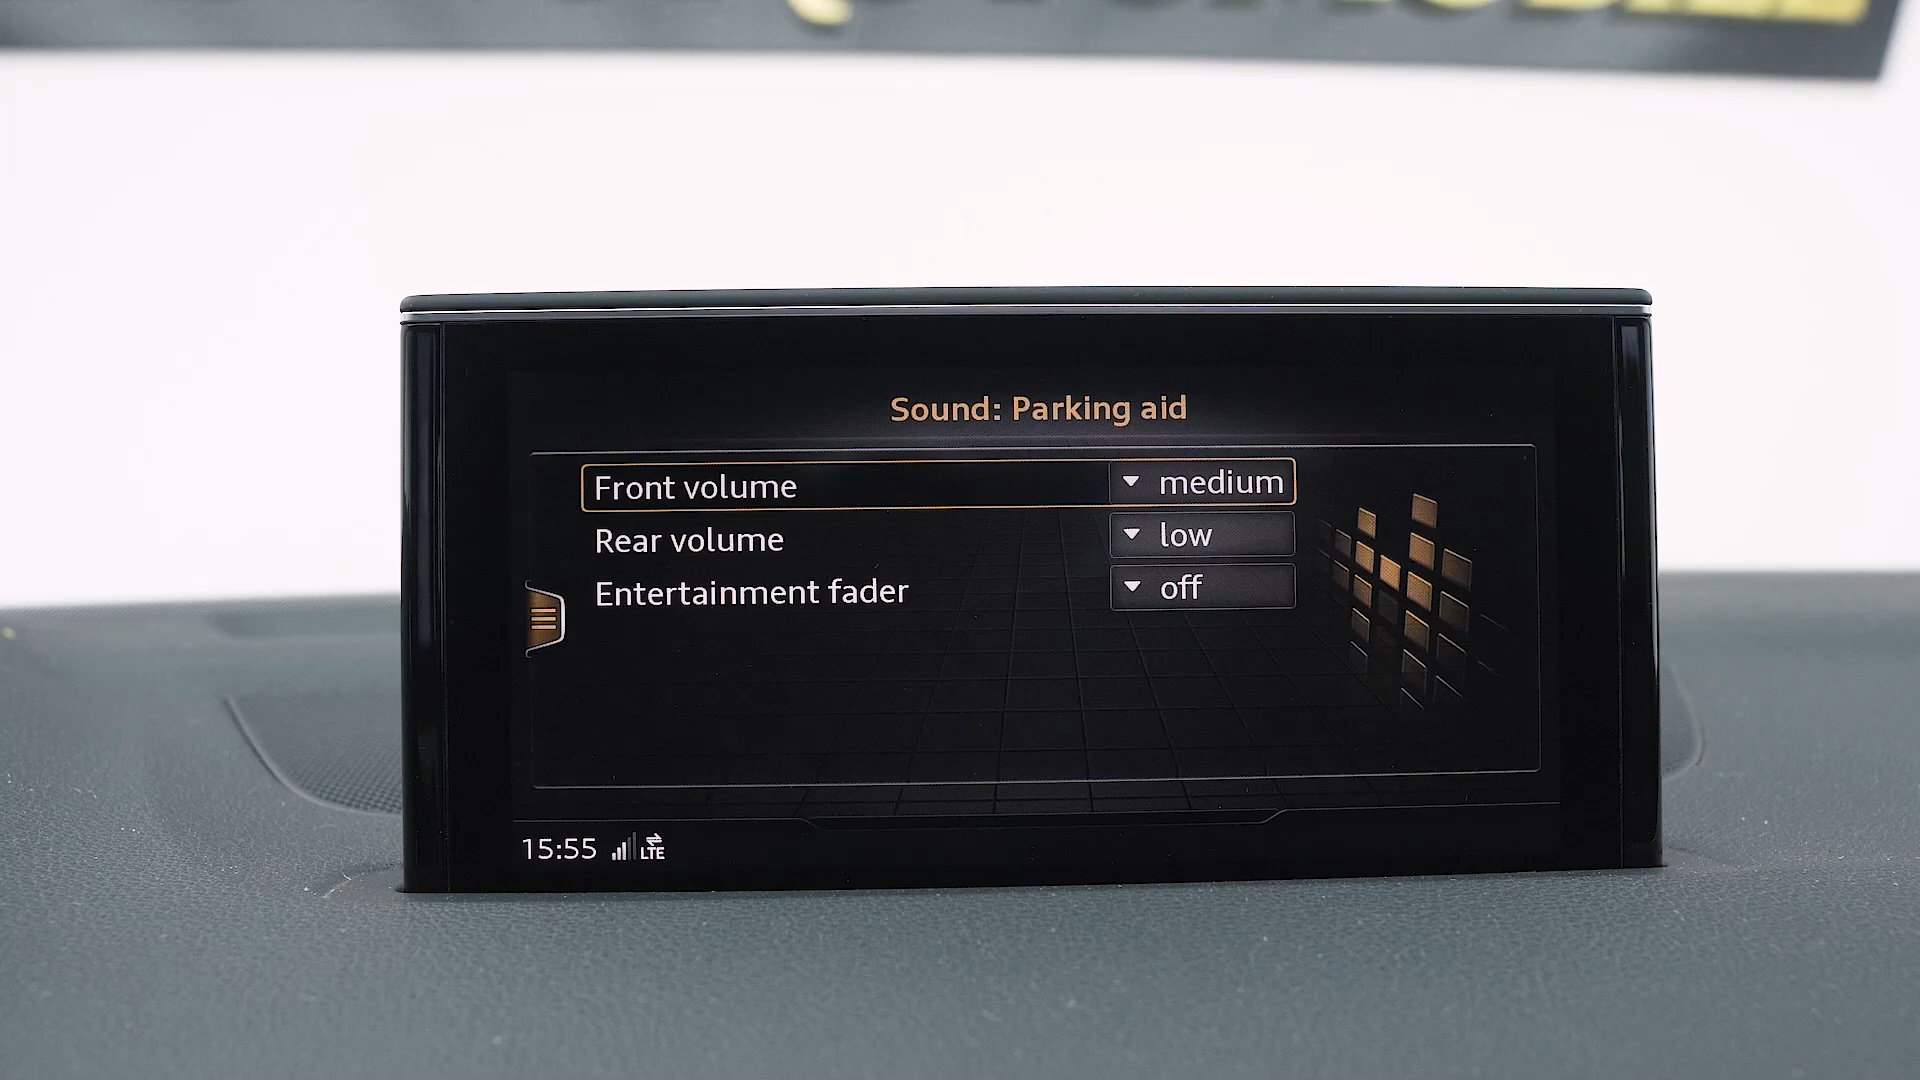 Sound: Parking aid
Front volume medium
Rear volume low
Entertainment fader off
15:55 LTE